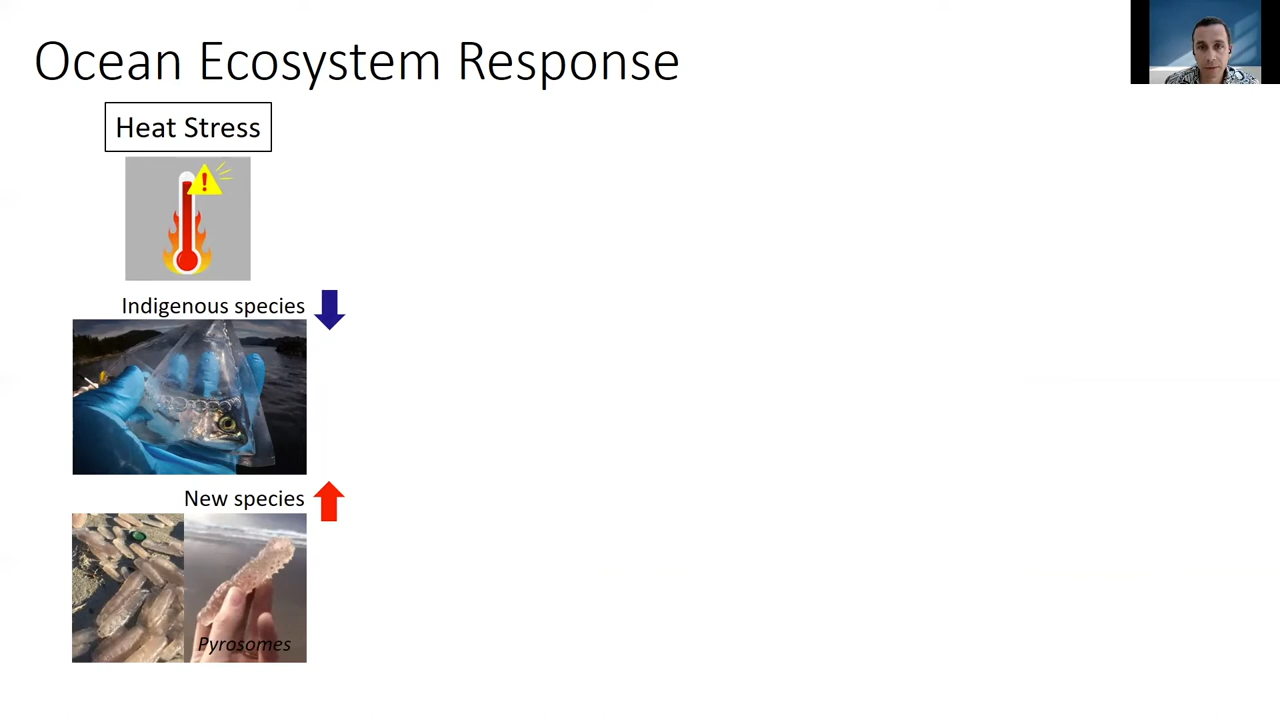 Ocean Ecosystem Response
Heat Stress
!
Indigenous species
New species
Pyrosomes